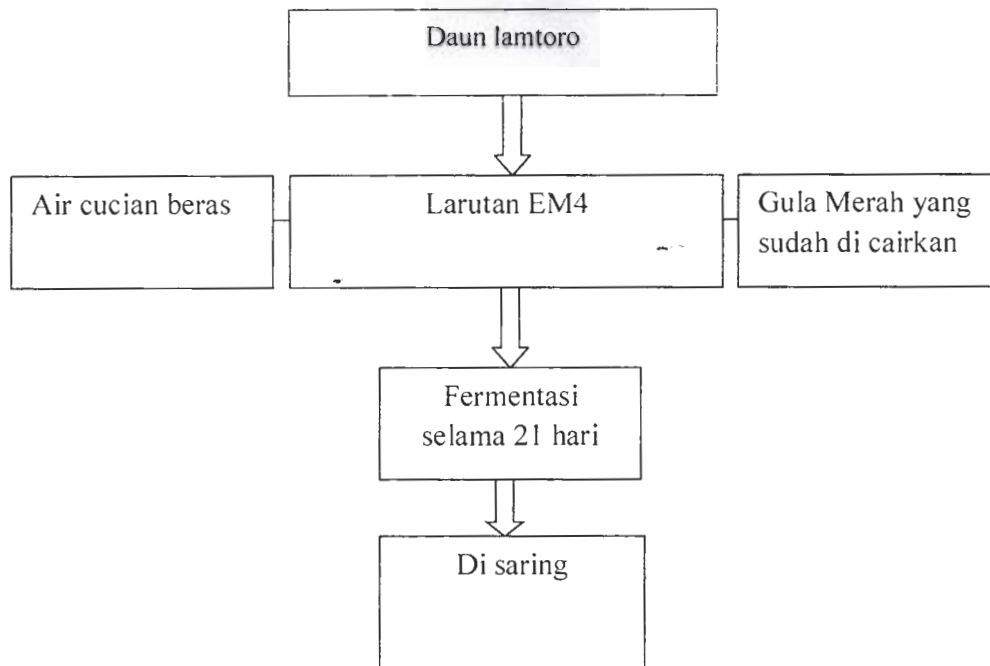 Daun lamtoro
Air cucian beras
Larutan EM4
Gula Merah yang
sudah di cairkan
Fermentasi
selama 21 hari
Di saring